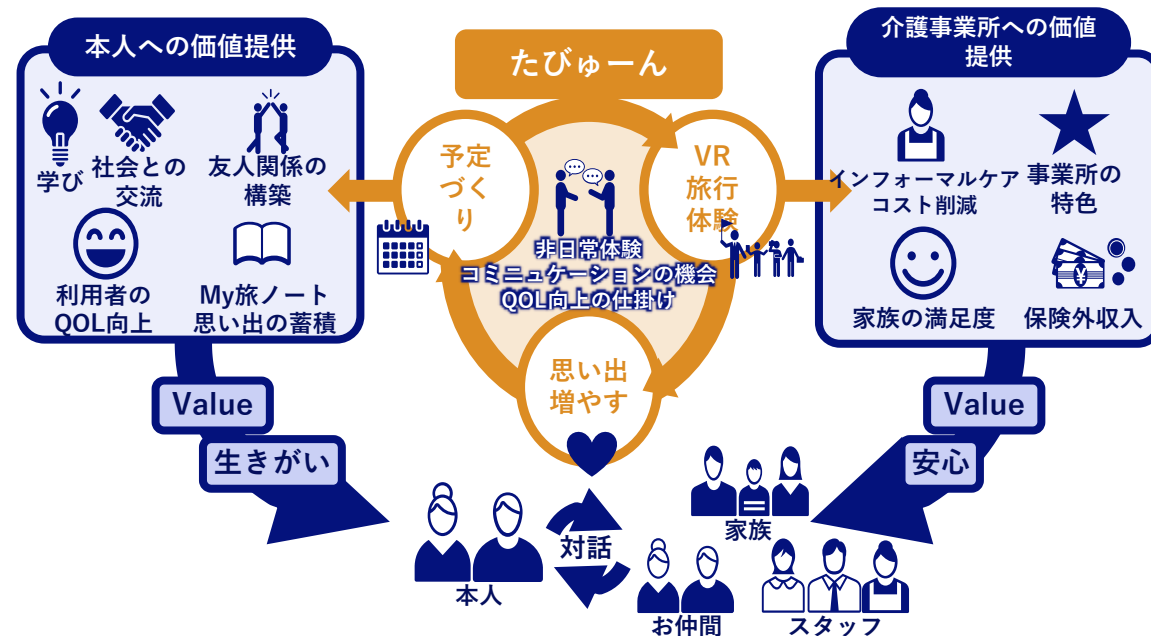 本人への価値提供
学び
社会との
交流
友人関係の
構築
利用者の
QOL向上
My旅ノート
思い出の蓄積
Value
生きがい
たびゅーん
予定
づく
り
VR
旅行
体験
非日常体験
コミニュケーションの機会
QOL向上の仕掛け
思い出
増やす
介護事業所への価値
提供
インフォーマルケア
コスト削減
事業所の
特色
家族の満足度
¥
保険外収入
Value
安心
本人
対話
家族
お仲間
スタッフ